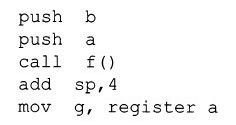 push b
push a
call f()
add sp,4
mov g, register a